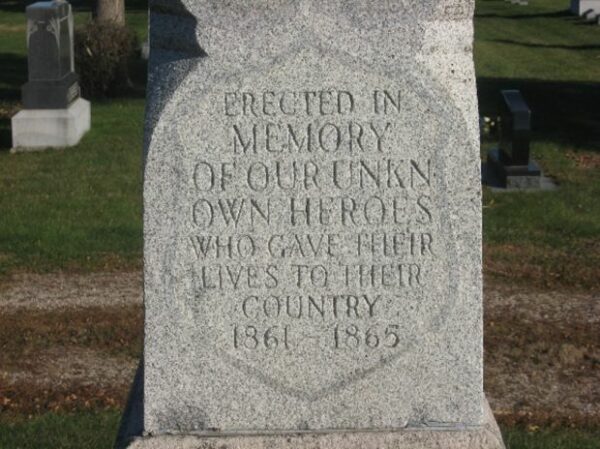 ERECTED IN
MEMORY
OF OUR UNKN
OWN HEROES
WHO GAVE THEIR
LIVES TO THEIR
COUNTRY
1861 - 1865